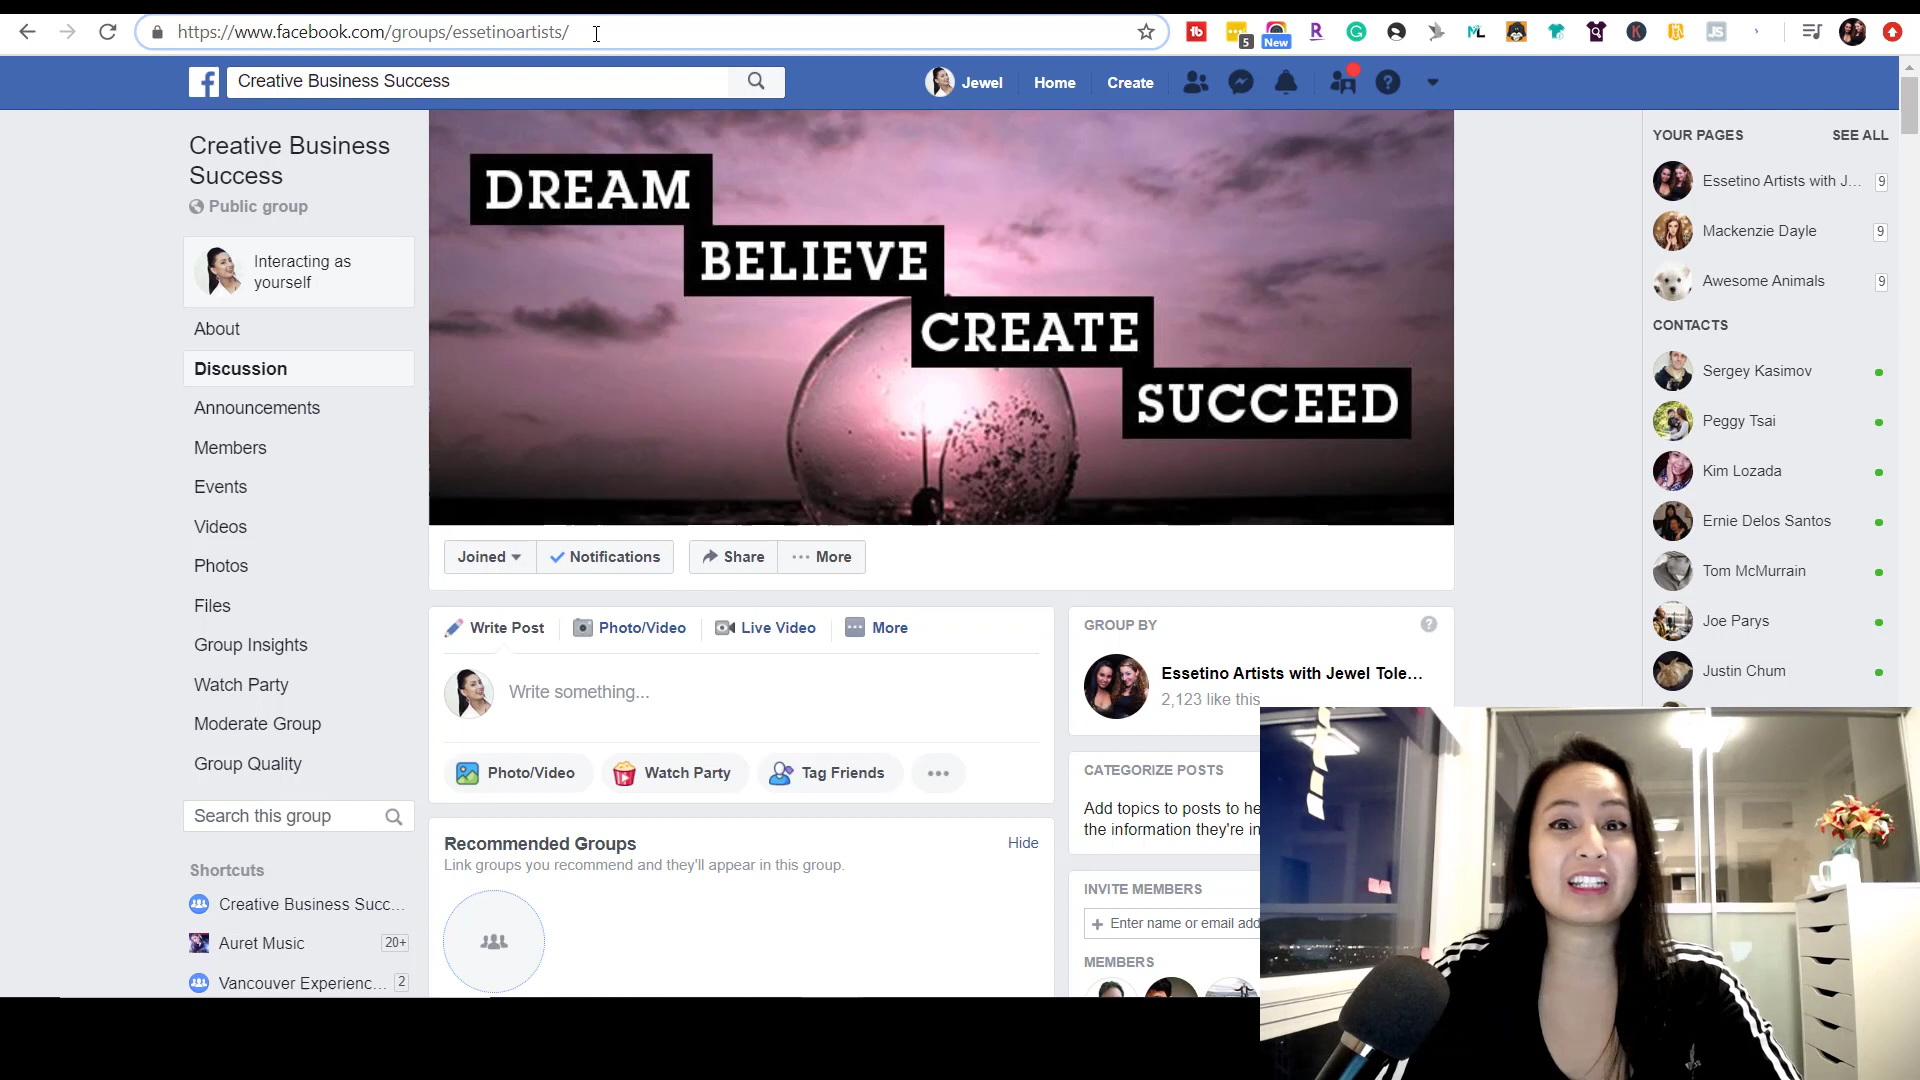 https://www.facebook.com/groups/essetinoartists/
5
New
Creative Business Success
Jewel
Home
Create
Creative Business
Success
Public group
Interacting as
yourself
About
Discussion
Announcements
Members
Events
Videos
Photos
Files
Group Insights
Watch Party
Moderate Group
Group Quality
Search this group
Shortcuts
Creative Business Succ...
Auret Music 20+
Vancouver Experienc... 2
DREAM
BELIEVE
CREATE
SUCCEED
Joined
Notifications
Share
More
Write Post
Photo/Video
Live Video
More
Write something...
Photo/Video
Watch Party
Tag Friends
Recommended Groups
Hide
Link groups you recommend and they'll appear in this group.
GROUP BY
Essetino Artists with Jewel Tole...
2,123 like this
CATEGORIZE POSTS
Add topics to posts to he
the information they're in
INVITE MEMBERS
+ Enter name or email add
MEMBERS
YOUR PAGES SEE ALL
Essetino Artists with J... 9
Mackenzie Dayle 9
Awesome Animals 9
CONTACTS
Sergey Kasimov
Peggy Tsai
Kim Lozada
Ernie Delos Santos
Tom McMurrain
Joe Parys
Justin Chum